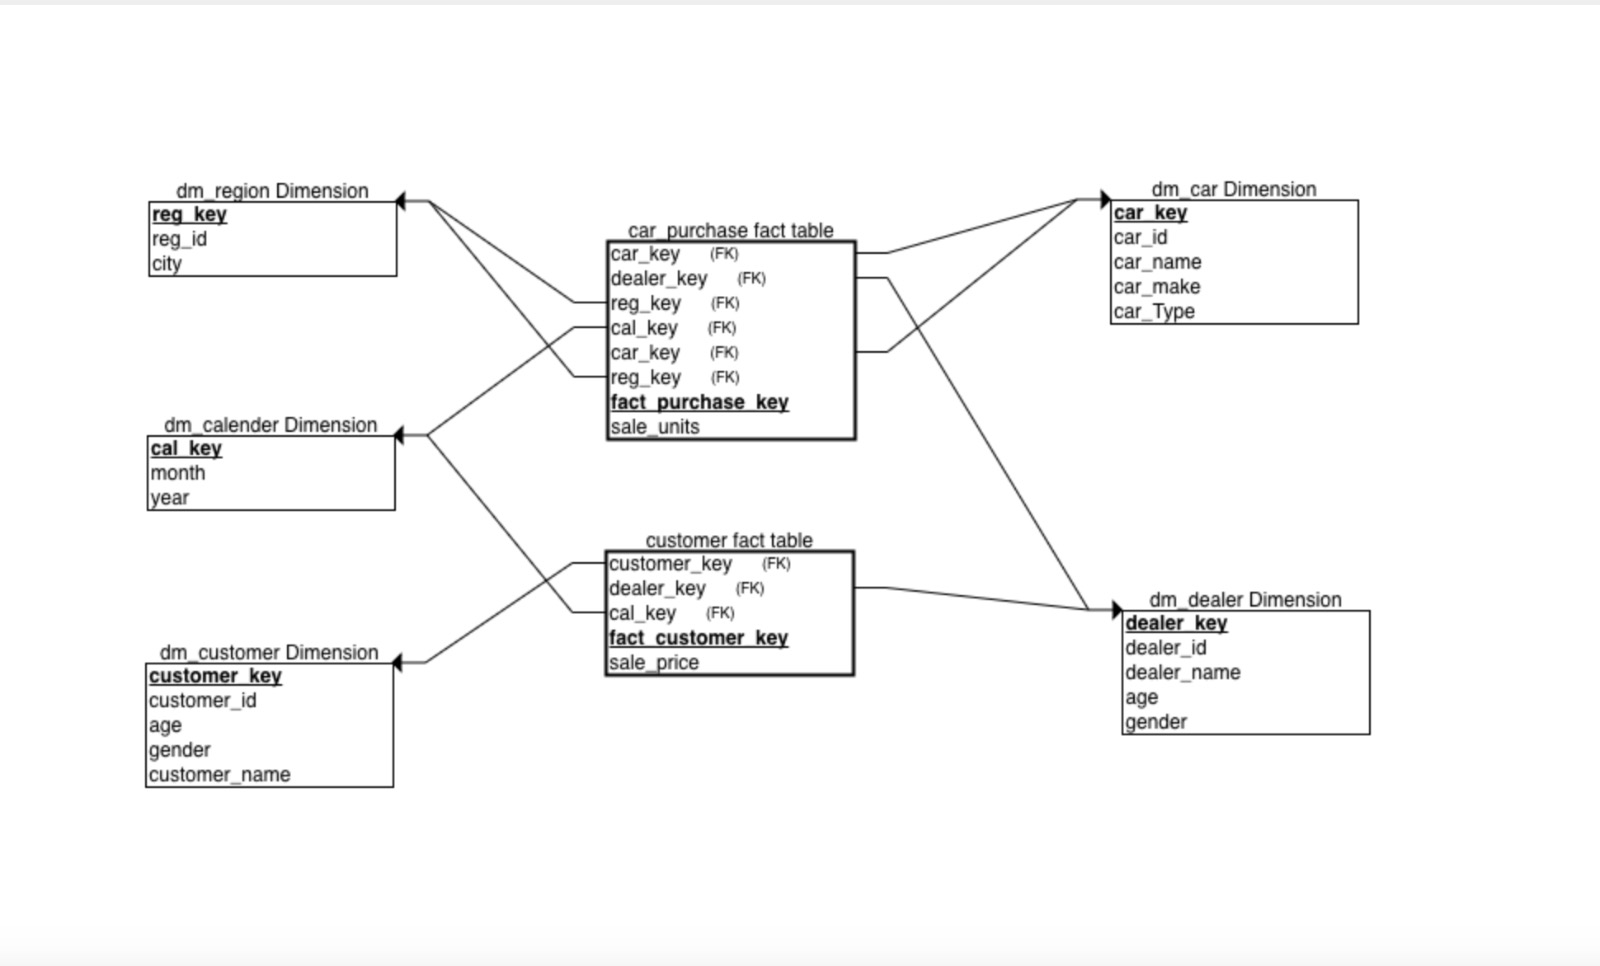 dm_region Dimension
reg_key
reg_id
city
dm_calender Dimension
cal_key
month
year
dm_customer Dimension
customer_key
customer_id
age
gender
customer_name
car_purchase fact table
car_key (FK)
dealer_key (FK)
reg_key (FK)
cal_key (FK)
car_key (FK)
reg_key (FK)
fact_purchase_key
sale_units
customer fact table
customer_key (FK)
dealer_key (FK)
cal_key (FK)
fact_customer_key
sale_price
dm_car Dimension
car_key
car_id
car_name
car_make
car_Type
dm_dealer Dimension
dealer_key
dealer_id
dealer_name
age
gender